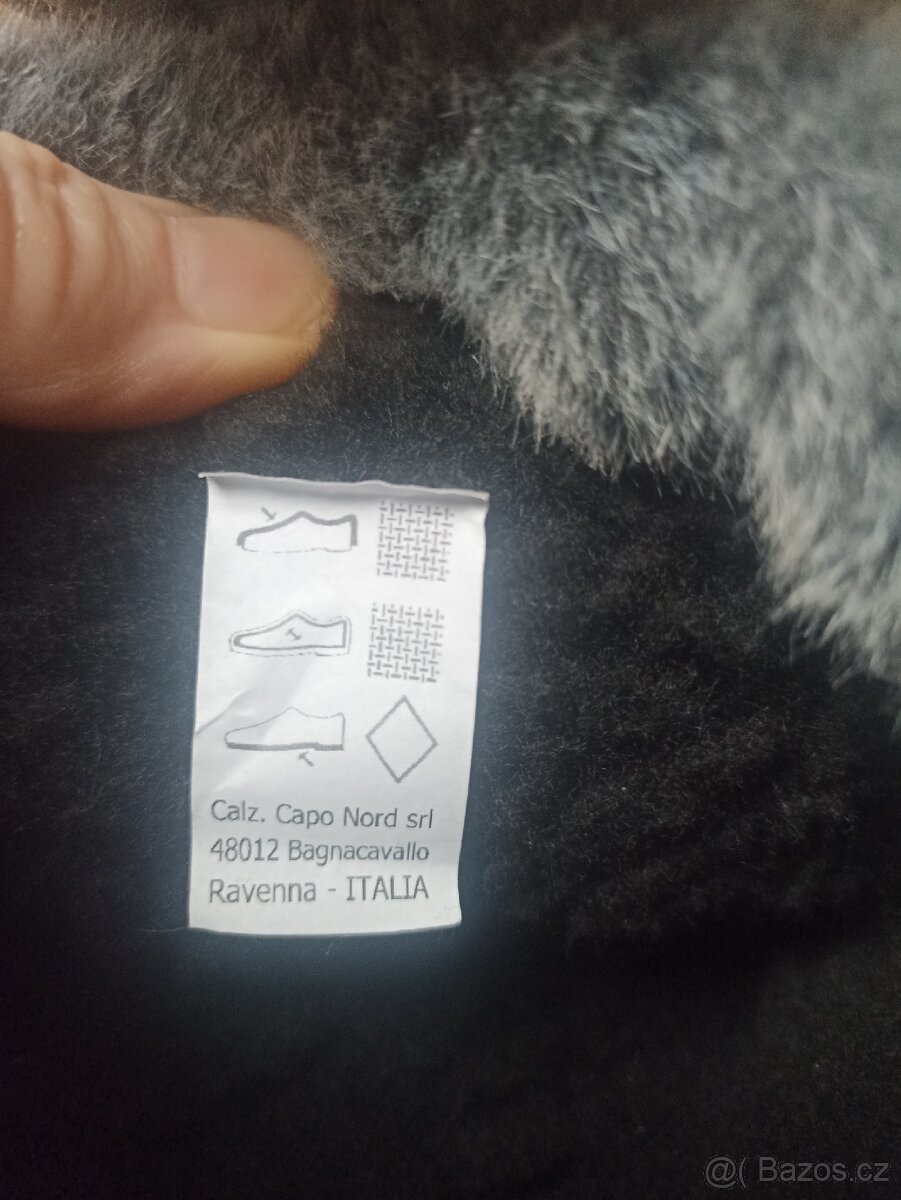 Calz. Capo Nord srl
48012 Bagnacavallo
Ravenna - ITALIA
@( Bazos.cz